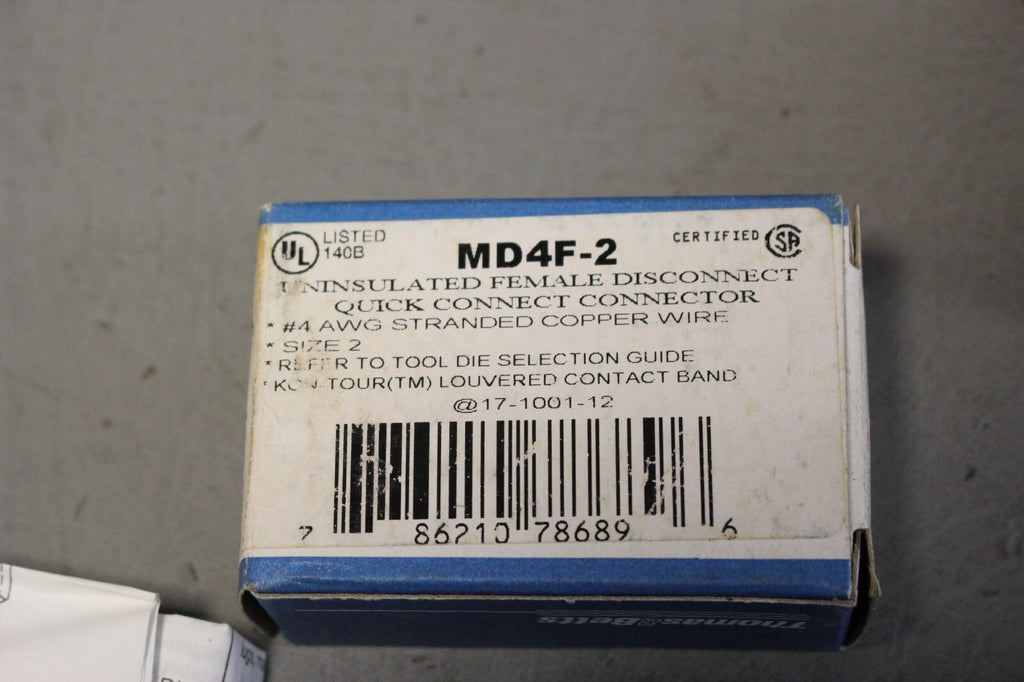 UL LISTED 140B
MD4F-2
CERTIFIED SA
UNINSULATED FEMALE DISCONNECT
QUICK CONNECT CONNECTOR
* #4 AWG STRANDED COPPER WIRE
* SIZE 2
* REFER TO TOOL DIE SELECTION GUIDE
* KON-TOUR(TM) LOUVERED CONTACT BAND
@17-1001-12
7 86210 78689 6
Thomas&Betts